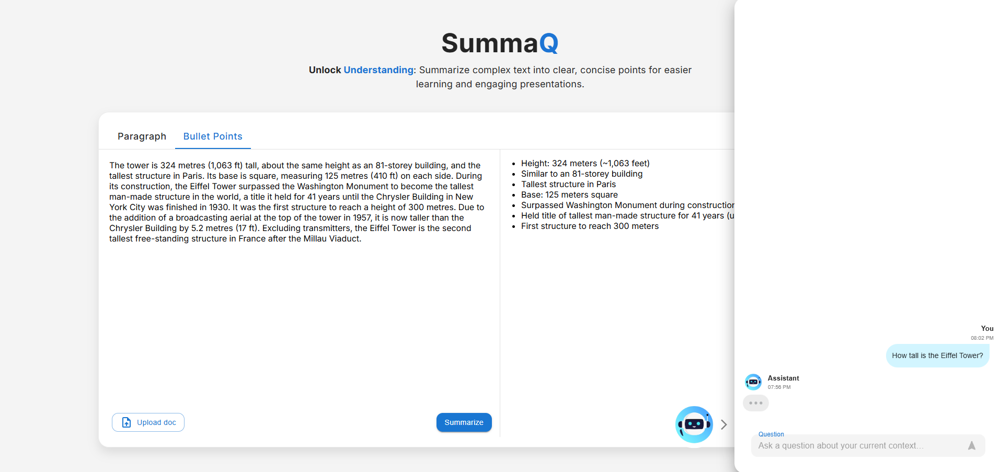 SummaQ
Unlock Understanding: Summarize complex text into clear, concise points for easier
learning and engaging presentations.
Paragraph
Bullet Points
The tower is 324 metres (1,063 ft) tall, about the same height as an 81-storey building, and the
tallest structure in Paris. Its base is square, measuring 125 metres (410 ft) on each side. During
its construction, the Eiffel Tower surpassed the Washington Monument to become the tallest
man-made structure in the world, a title it held for 41 years until the Chrysler Building in New
York City was finished in 1930. It was the first structure to reach a height of 300 metres. Due to
the addition of a broadcasting aerial at the top of the tower in 1957, it is now taller than the
Chrysler Building by 5.2 metres (17 ft). Excluding transmitters, the Eiffel Tower is the second
tallest free-standing structure in France after the Millau Viaduct.
Upload doc
Summarize
• Height: 324 meters (~1,063 feet)
• Similar to an 81-storey building
• Tallest structure in Paris
• Base: 125 meters square
• Surpassed Washington Monument during construction
• Held title of tallest man-made structure for 41 years (u
• First structure to reach 300 meters
You
08:02 PM
How tall is the Eiffel Tower?
Assistant
07:56 PM
Question
Ask a question about your current context...